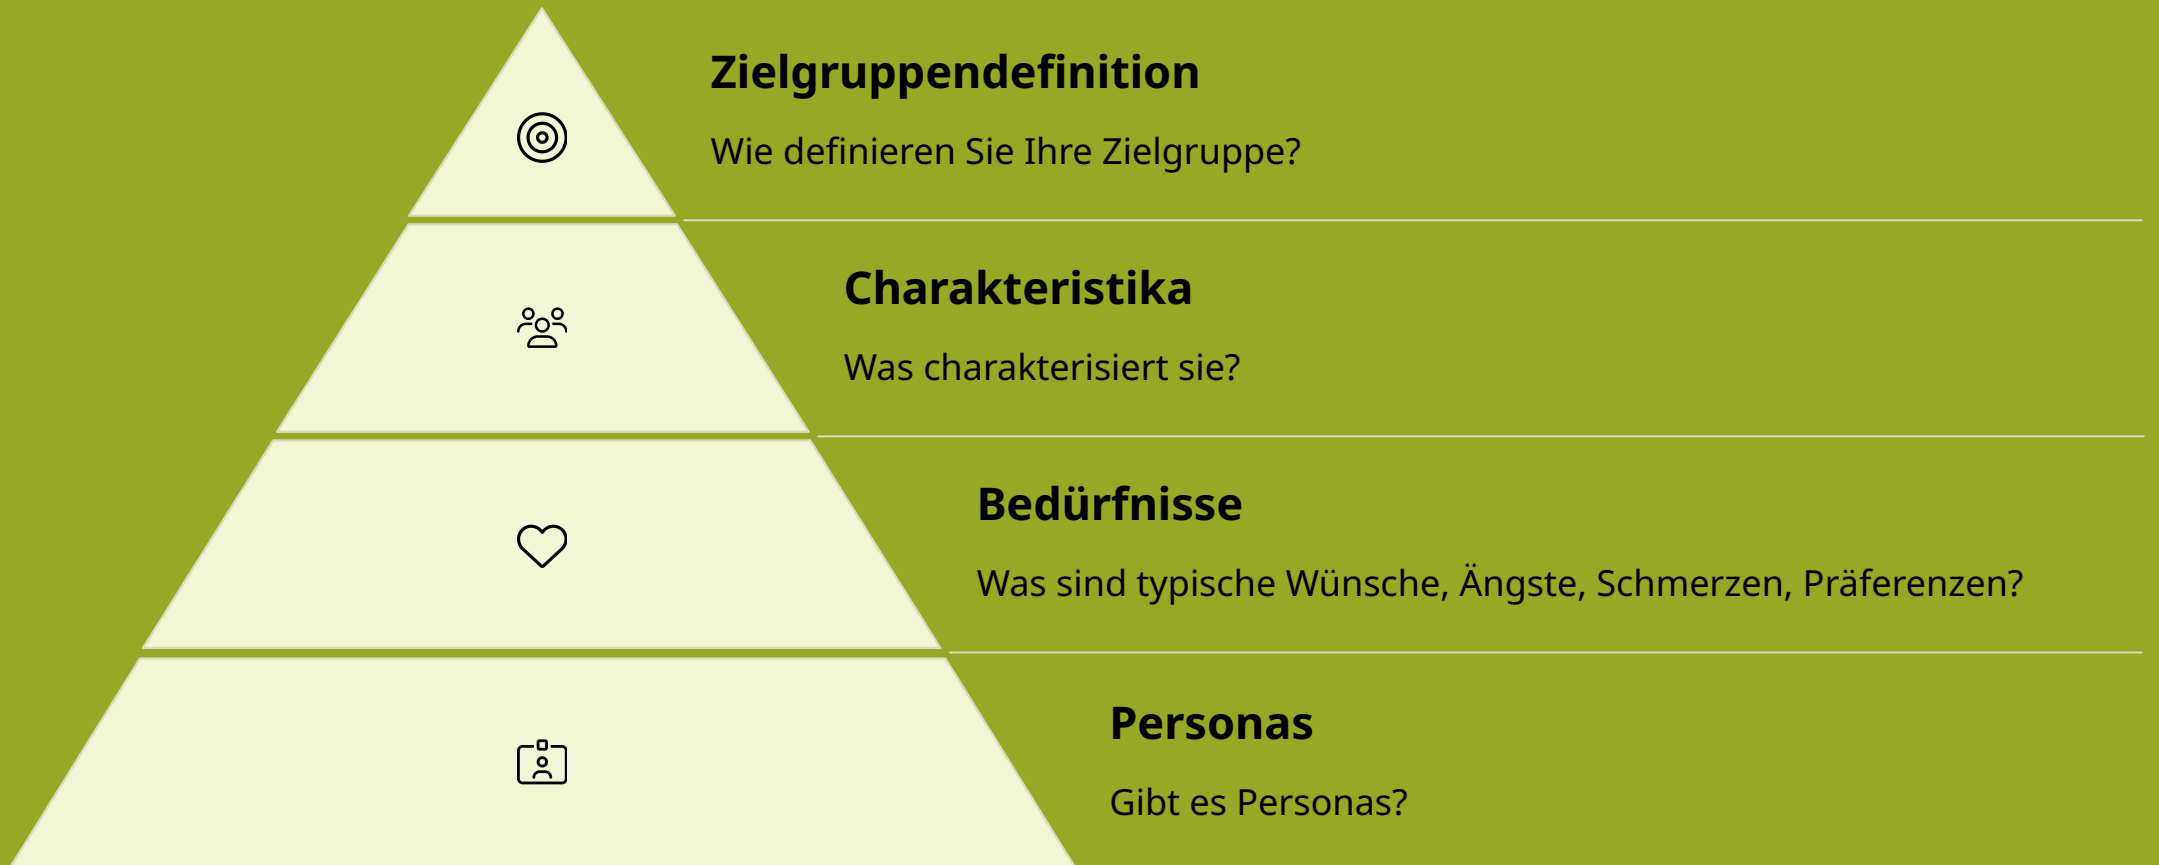 Zielgruppendefinition
Wie definieren Sie Ihre Zielgruppe?
Charakteristika
Was charakterisiert sie?
Bedürfnisse
Was sind typische Wünsche, Ängste, Schmerzen, Präferenzen?
Personas
Gibt es Personas?